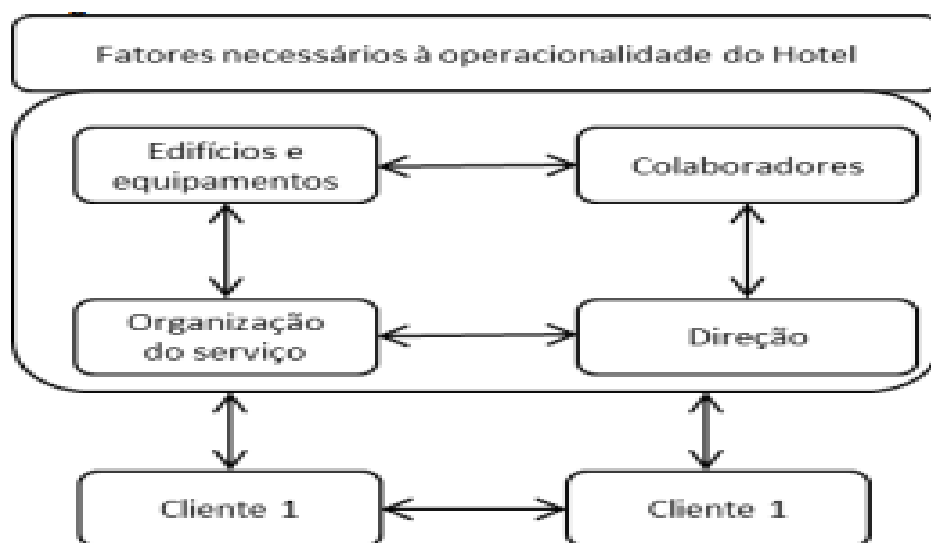 Fatores necessários à operacionalidade do Hotel
Edifícios e
equipamentos
Colaboradores
Organização
do serviço
Direção
Cliente 1
Cliente 1